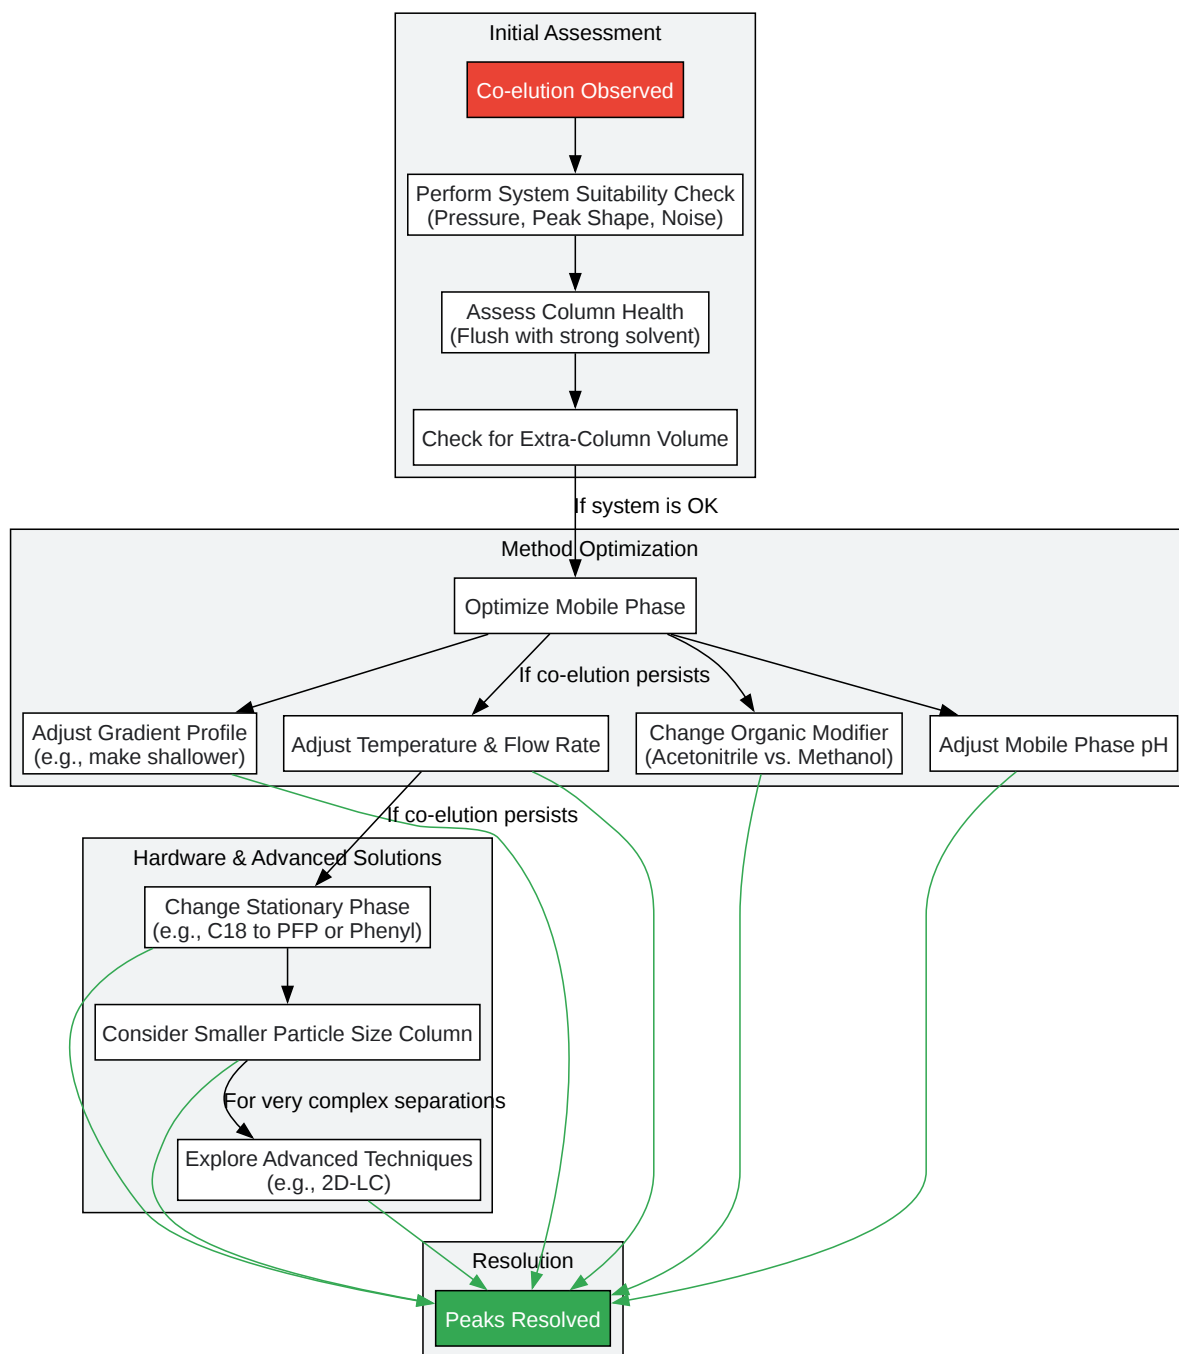 Initial Assessment
Co-elution Observed
Perform System Suitability Check
(Pressure, Peak Shape, Noise)
Assess Column Health
(Flush with strong solvent)
Check for Extra-Column Volume
If system is OK
Method Optimization
Optimize Mobile Phase
If co-elution persists
Adjust Gradient Profile
(e.g., make shallower)
Adjust Temperature & Flow Rate
Change Organic Modifier
(Acetonitrile vs. Methanol)
Adjust Mobile Phase pH
If co-elution persists
Hardware & Advanced Solutions
Change Stationary Phase
(e.g., C18 to PFP or Phenyl)
Consider Smaller Particle Size Column
For very complex separations
Explore Advanced Techniques
(e.g., 2D-LC)
Resolution
Peaks Resolved